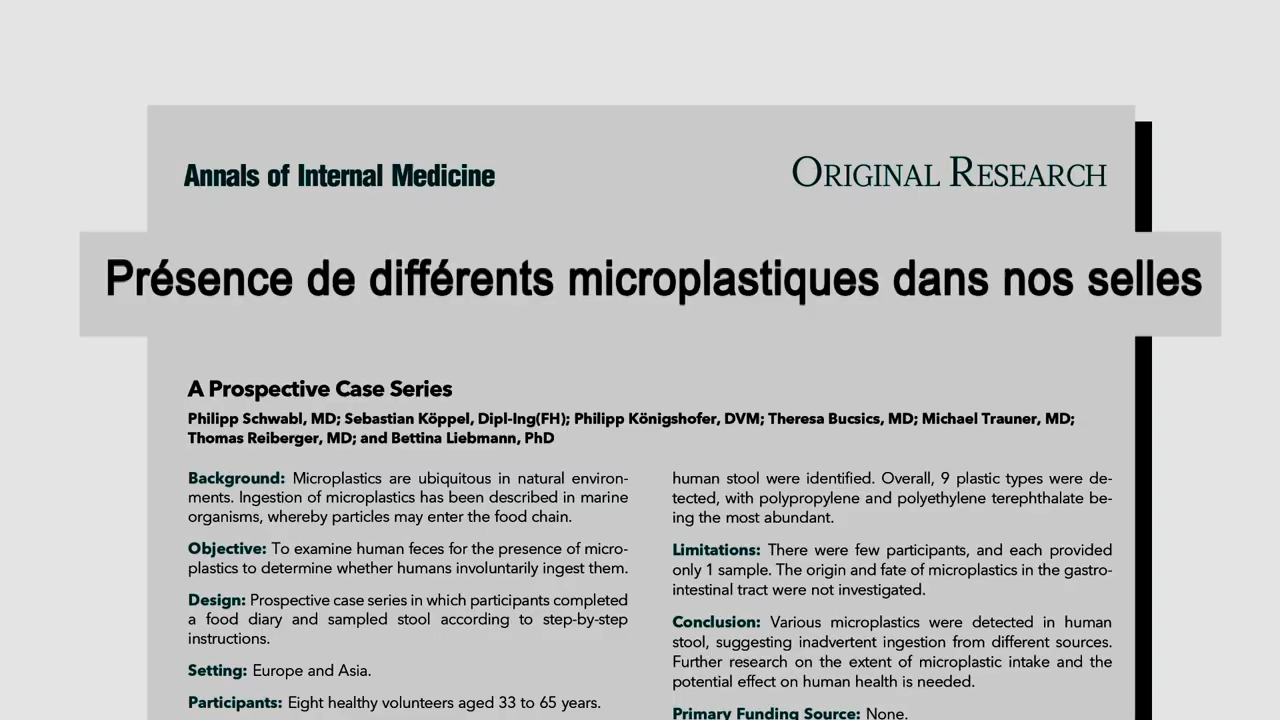 Annals of Internal Medicine
ORIGINAL RESEARCH
Présence de différents microplastiques dans nos selles
A Prospective Case Series
Philipp Schwabl, MD; Sebastian Köppel, Dipl-Ing(FH); Philipp Königshofer, DVM; Theresa Bucsics, MD; Michael Trauner, MD;
Thomas Reiberger, MD; and Bettina Liebmann, PhD
Background: Microplastics are ubiquitous in natural environ-
ments. Ingestion of microplastics has been described in marine
organisms, whereby particles may enter the food chain.
Objective: To examine human feces for the presence of micro-
plastics to determine whether humans involuntarily ingest them.
Design: Prospective case series in which participants completed
a food diary and sampled stool according to step-by-step
instructions.
Setting: Europe and Asia.
Participants: Eight healthy volunteers aged 33 to 65 years.
human stool were identified. Overall, 9 plastic types were de-
tected, with polypropylene and polyethylene terephthalate be-
ing the most abundant.
Limitations: There were few participants, and each provided
only 1 sample. The origin and fate of microplastics in the gastro-
intestinal tract were not investigated.
Conclusion: Various microplastics were detected in human
stool, suggesting inadvertent ingestion from different sources.
Further research on the extent of microplastic intake and the
potential effect on human health is needed.
Primary Funding Source: None.